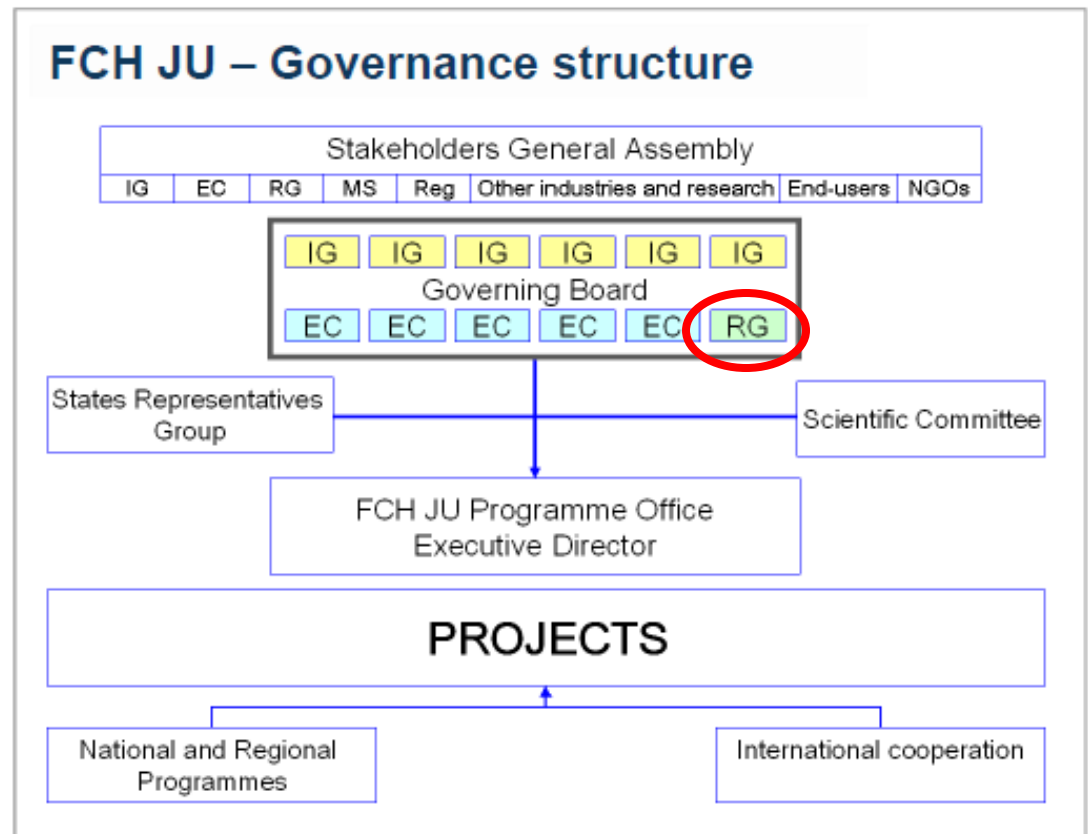 FCH JU – Governance structure
Stakeholders General Assembly
IG EC RG MS Reg Other industries and research End-users NGOs
IG IG IG IG IG IG
Governing Board
EC EC EC EC EC RG
States Representatives
Group
Scientific Committee
FCH JU Programme Office
Executive Director
PROJECTS
National and Regional
Programmes
International cooperation